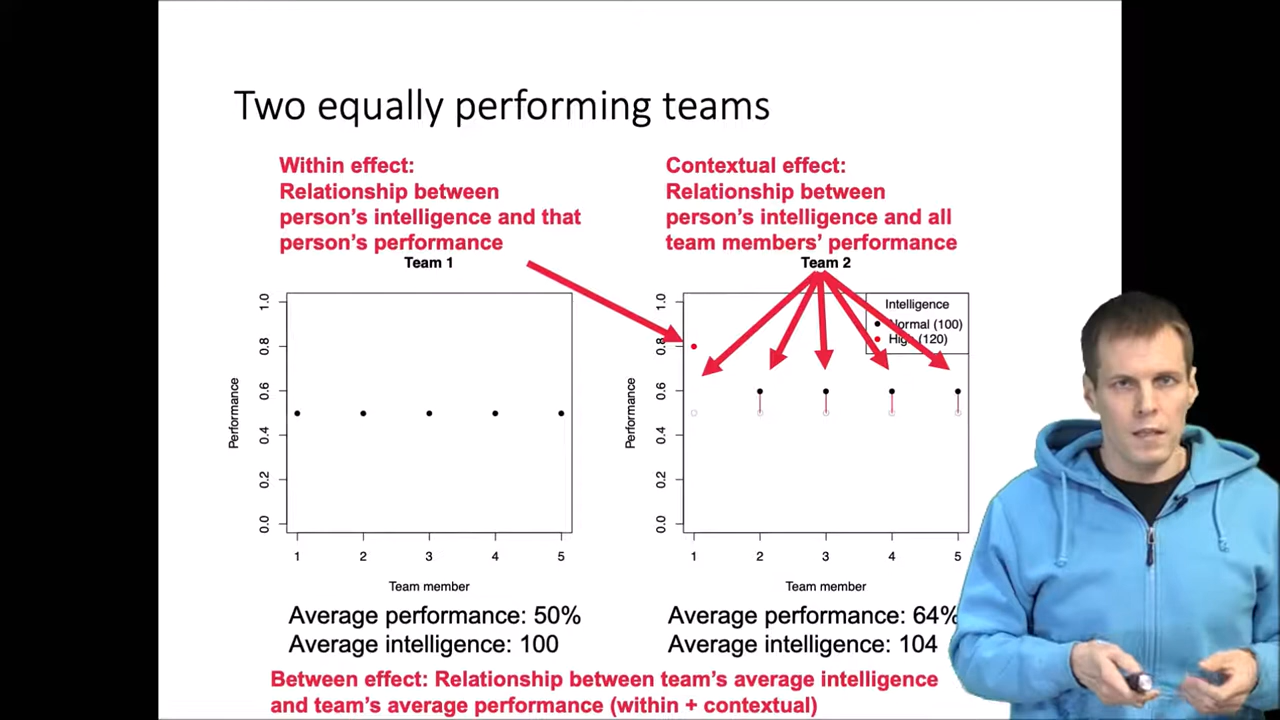 Two equally performing teams
Within effect:
Relationship between
person's intelligence and that
person's performance
Contextual effect:
Relationship between
person's intelligence and all
team members' performance
Team 1
Performance
1.0
0.8
0.6
0.4
0.2
0.0
1 2 3 4 5
Team member
Team 2
Intelligence
Normal (100)
High (120)
Performance
1.0
0.8
0.6
0.4
0.2
0.0
1 2 3 4 5
Team member
Average performance: 50%
Average intelligence: 100
Average performance: 64%
Average intelligence: 104
Between effect: Relationship between team's average intelligence
and team's average performance (within + contextual)